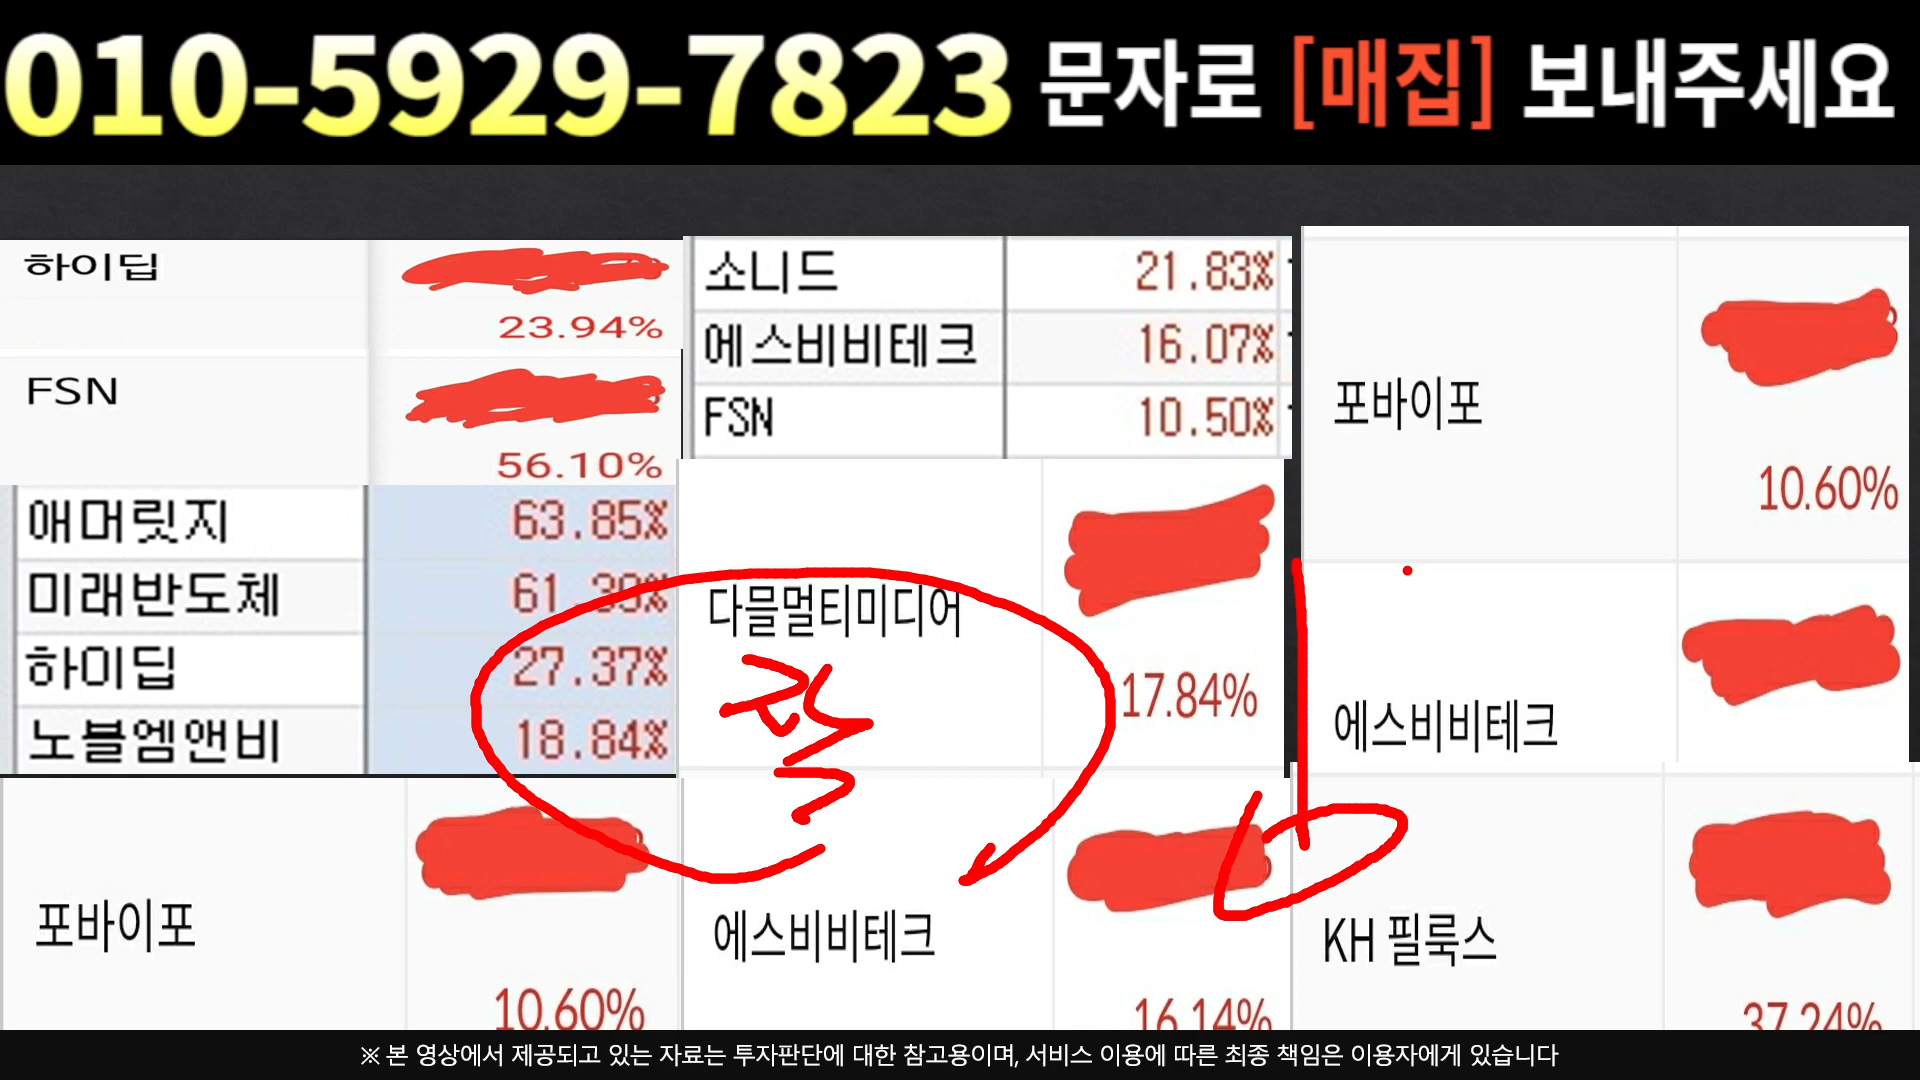 010-5929-7823 문자로 [매집] 보내주세요
하이딥
23.94%
FSN
56.10%
애머릿지 63.85%
미래반도체 61.39%
하이딥 27.37%
노블엠앤비 18.84%
소니드 21.83%
에스비비테크 16.07%
FSN 10.50%
다믈멀티미디어
17.84%
포바이포
10.60%
에스비비테크
포바이포
10.60%
에스비비테크
16.14%
KH 필룩스
37.24%
※ 본 영상에서 제공되고 있는 자료는 투자판단에 대한 참고용이며, 서비스 이용에 따른 최종 책임은 이용자에게 있습니다